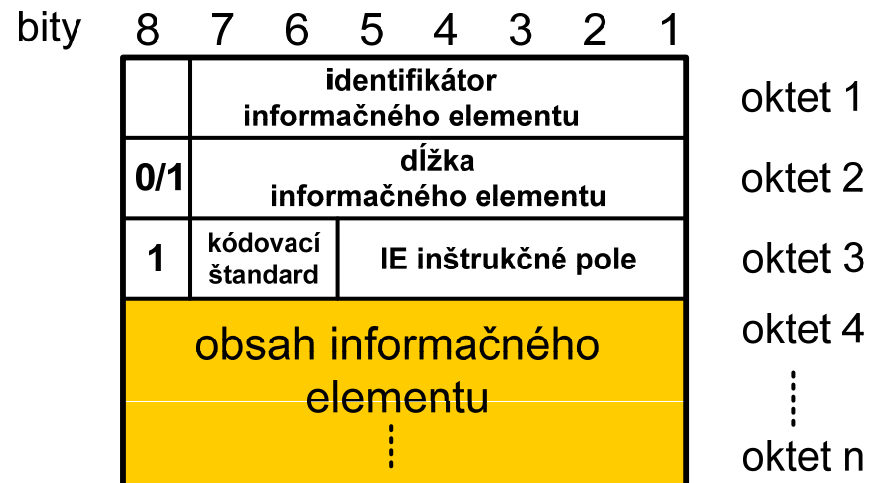 bity 8 7 6 5 4 3 2 1
identifikátor
informačného elementu
oktet 1
0/1
dĺžka
informačného elementu
oktet 2
1
kódovací
štandard
IE inštrukčné pole
oktet 3
obsah informačného
elementu
oktet 4
oktet n